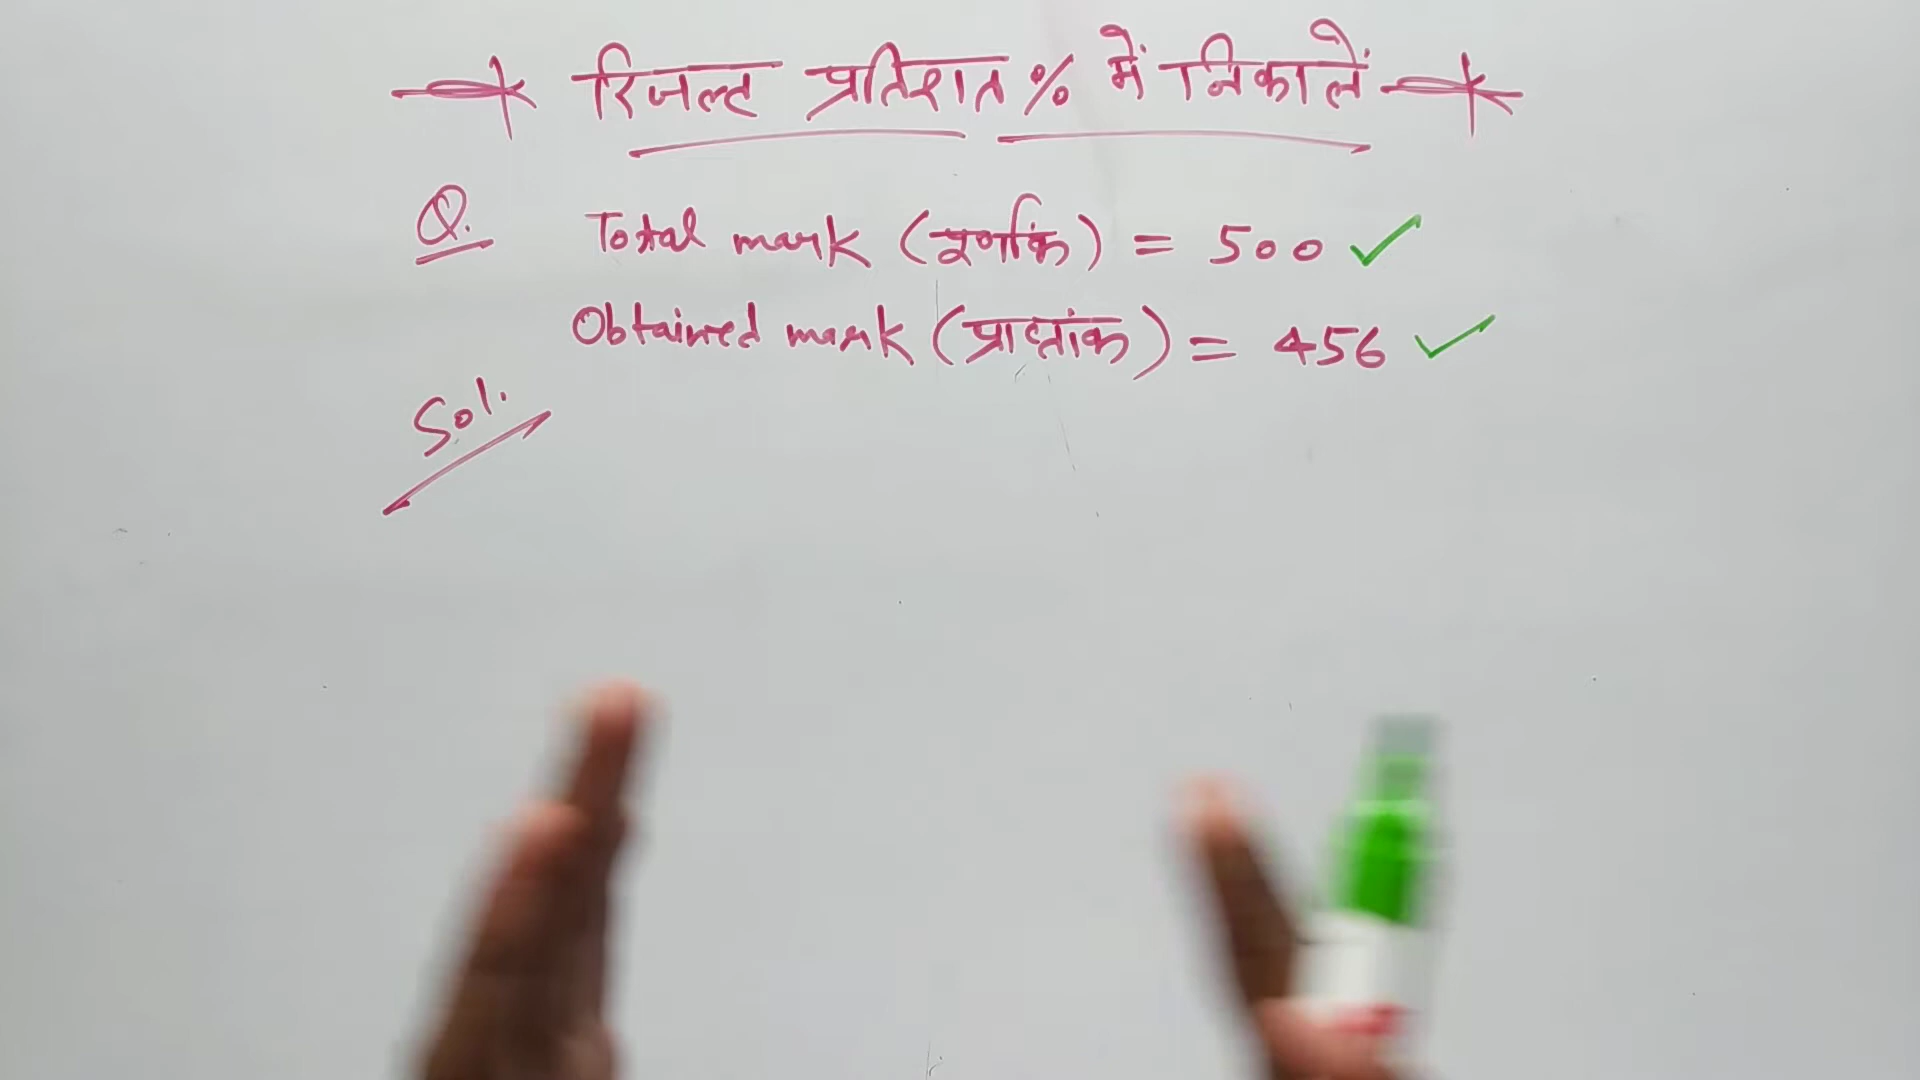 रिजल्ट प्रतिशत % में निकालें
Q. Total mark (पूर्णांक) = 500 ✓
Obtained mark (प्राप्तांक) = 456 ✓
Sol.